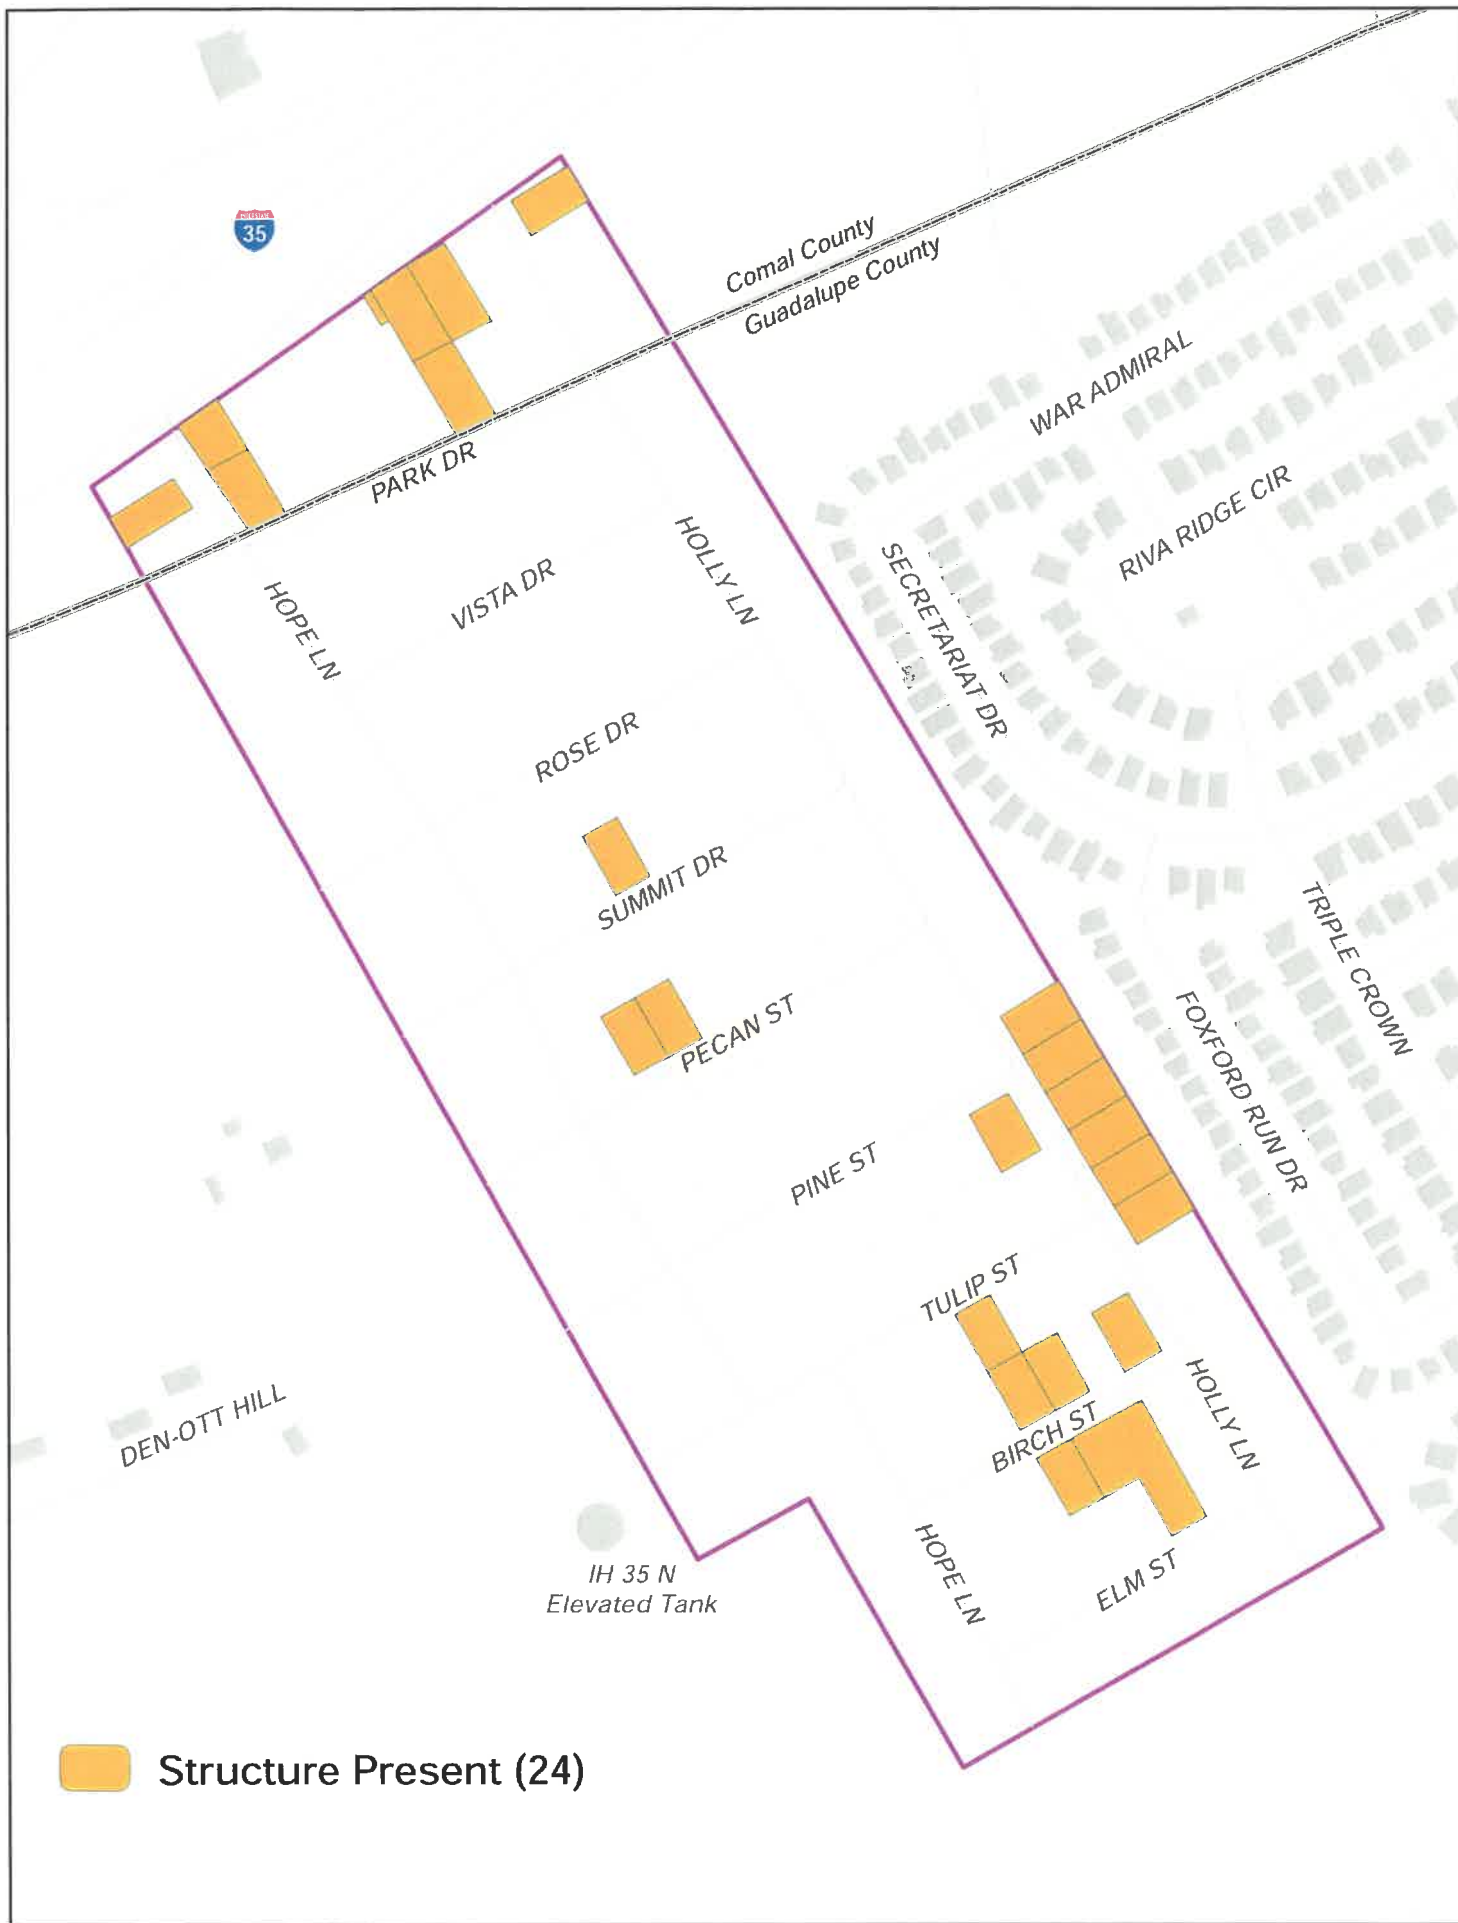 INTERSTATE
35
Comal County
Guadalupe County
WAR ADMIRAL
PARK DR
RIVA RIDGE CIR
HOLLY LN
SECRETARIAT DR
VISTA DR
HOPE LN
ROSE DR
SUMMIT DR
TRIPLE CROWN
PECAN ST
FOXFORD RUN DR
PINE ST
TULIP ST
HOLLY LN
DEN-OTT HILL
BIRCH ST
HOPE LN
ELM ST
IH 35 N
Elevated Tank
Structure Present (24)